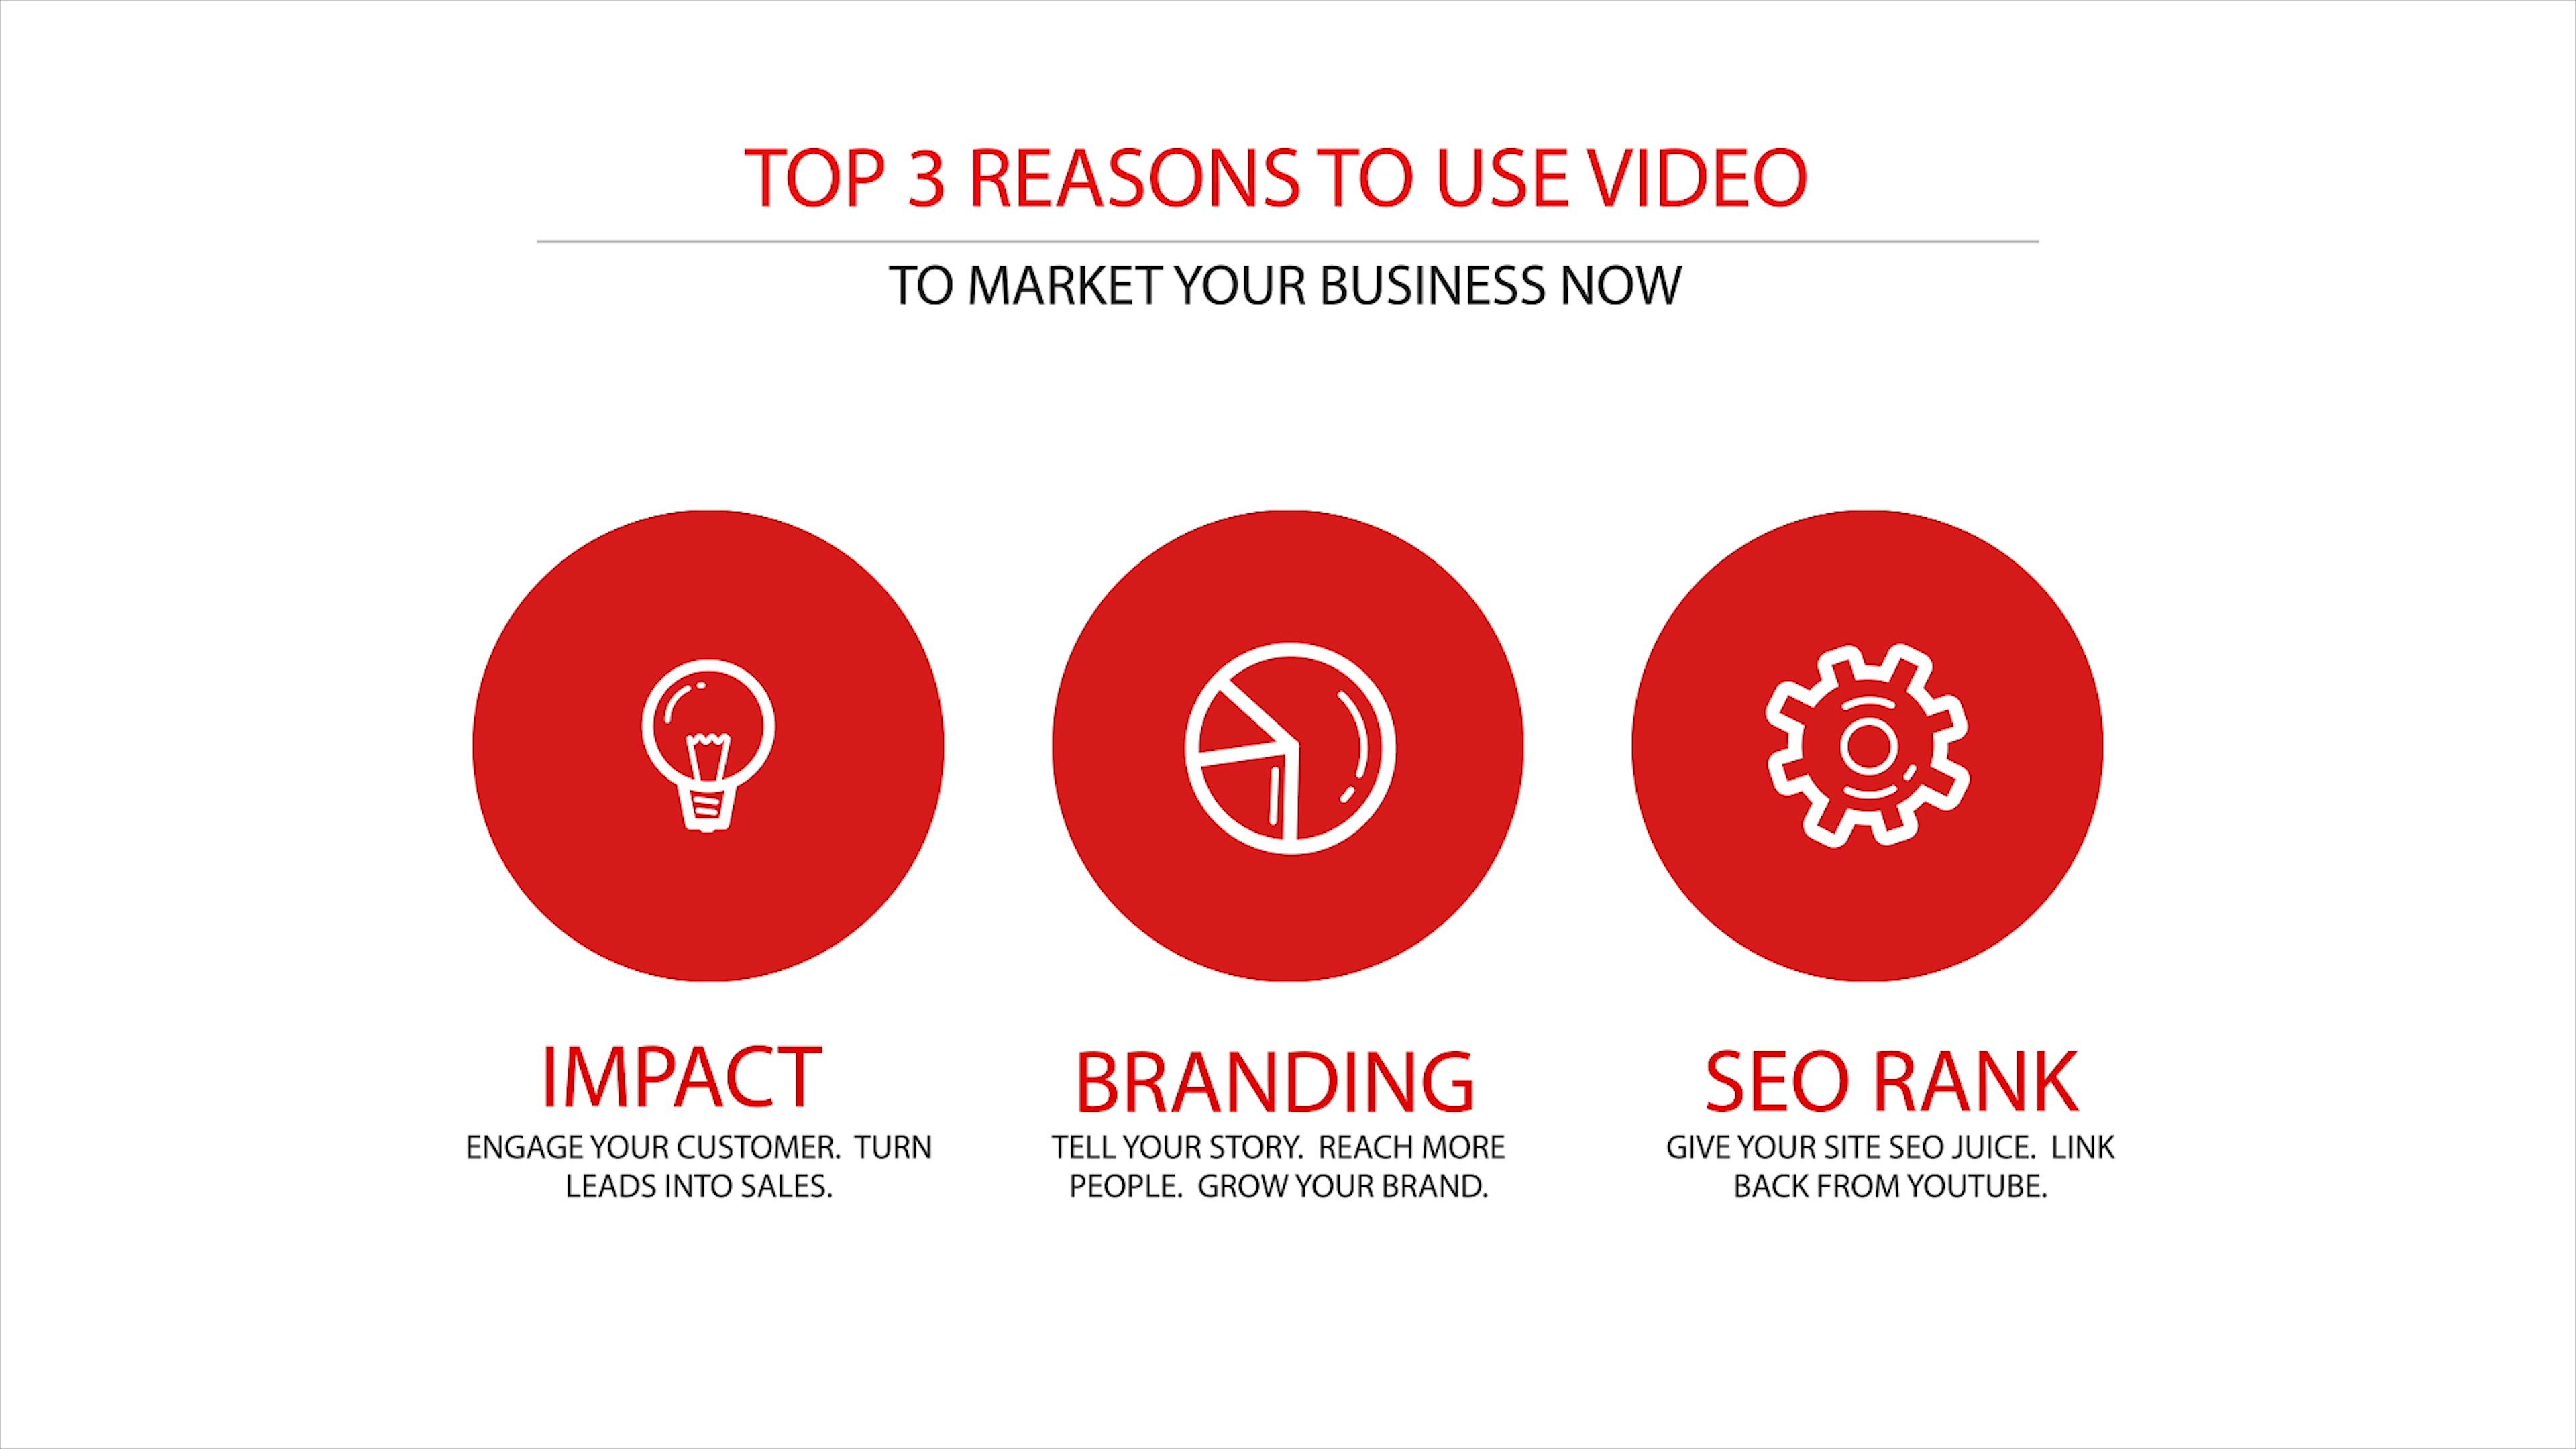 TOP 3 REASONS TO USE VIDEO
TO MARKET YOUR BUSINESS NOW
IMPACT
ENGAGE YOUR CUSTOMER.  TURN
LEADS INTO SALES.
BRANDING
TELL YOUR STORY.  REACH MORE
PEOPLE.  GROW YOUR BRAND.
SEO RANK
GIVE YOUR SITE SEO JUICE.  LINK
BACK FROM YOUTUBE.